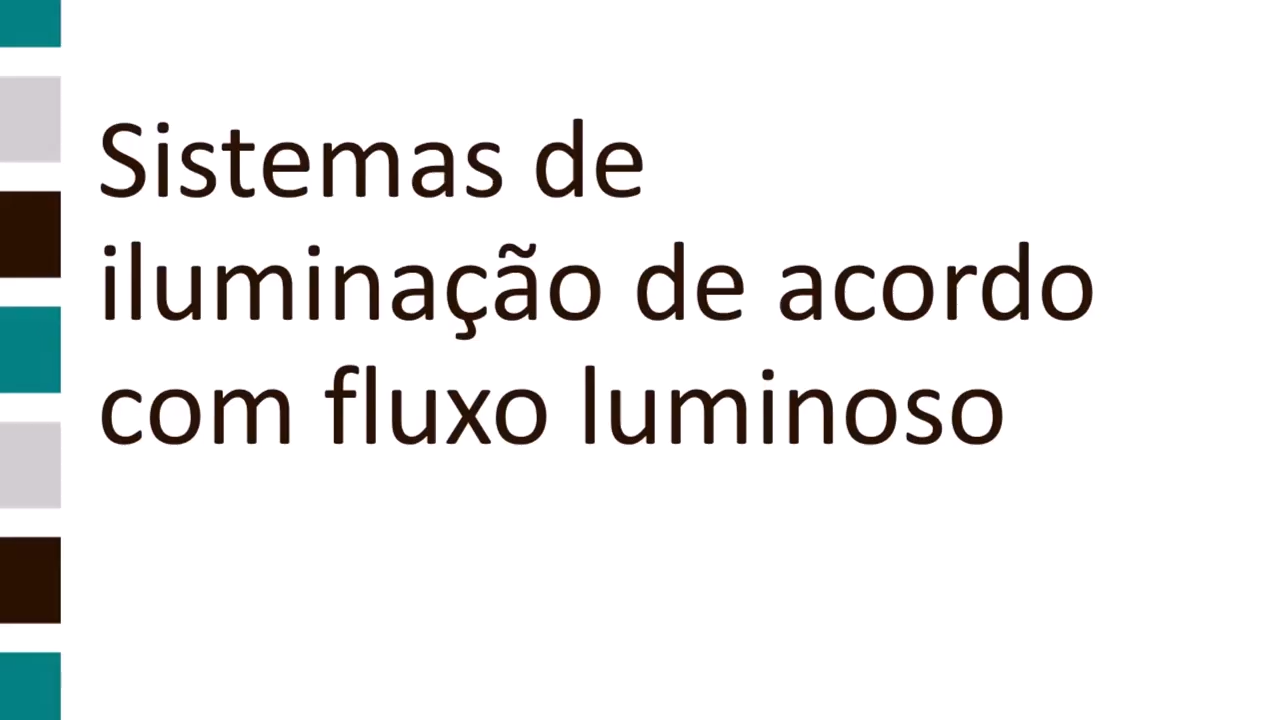 Sistemas de
iluminação de acordo
com fluxo luminoso